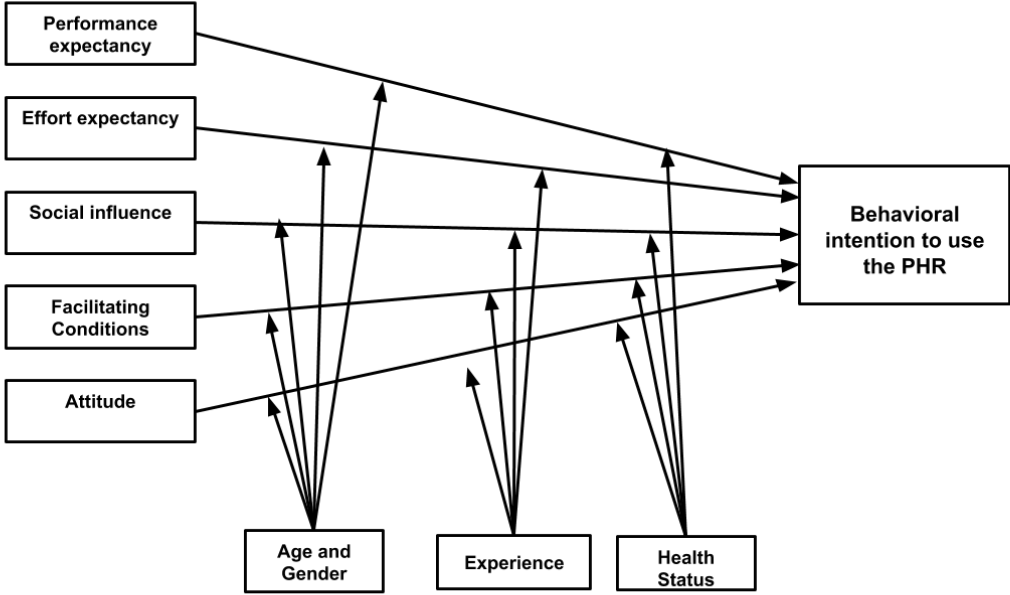 Performance
expectancy
Effort expectancy
Social influence
Facilitating
Conditions
Attitude
Behavioral
intention to use
the PHR
Age and
Gender
Experience
Health
Status